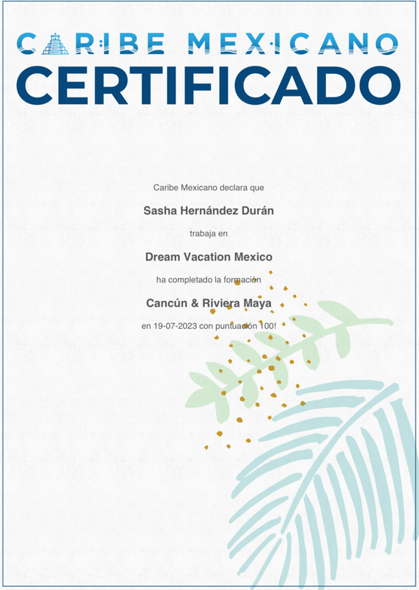 CARIBE MEXICANO
CERTIFICADO
Caribe Mexicano declara que
Sasha Hernández Durán
trabaja en
Dream Vacation Mexico
ha completado la formación
Cancún & Riviera Maya
en 19-07-2023 con puntuación 100!